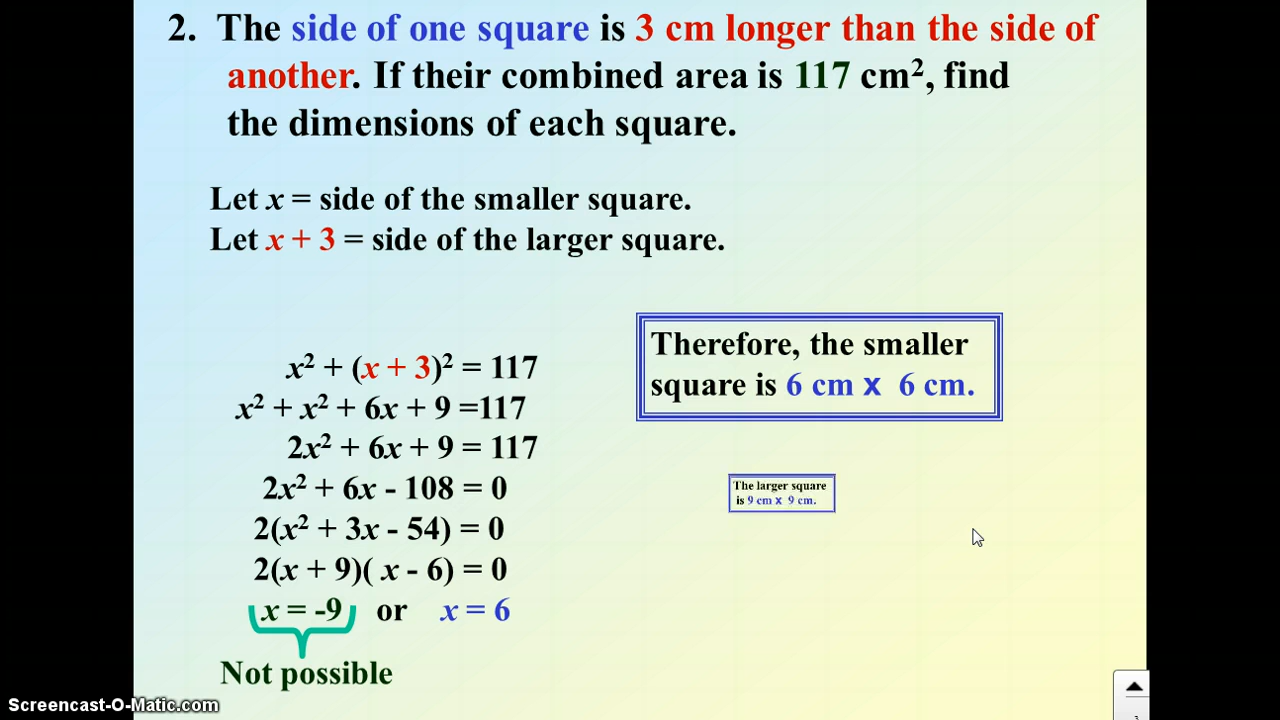 2. The side of one square is 3 cm longer than the side of
another. If their combined area is 117 cm², find
the dimensions of each square.
Let x = side of the smaller square.
Let x + 3 = side of the larger square.
x² + (x + 3)² = 117
x² + x² + 6x + 9 =117
2x² + 6x + 9 = 117
2x² + 6x - 108 = 0
2(x² + 3x - 54) = 0
2(x + 9)( x - 6) = 0
x = -9 or x = 6
Not possible
Therefore, the smaller
square is 6 cm x 6 cm.
The larger square
is 9 cm x 9 cm.
Screencast-O-Matic.com